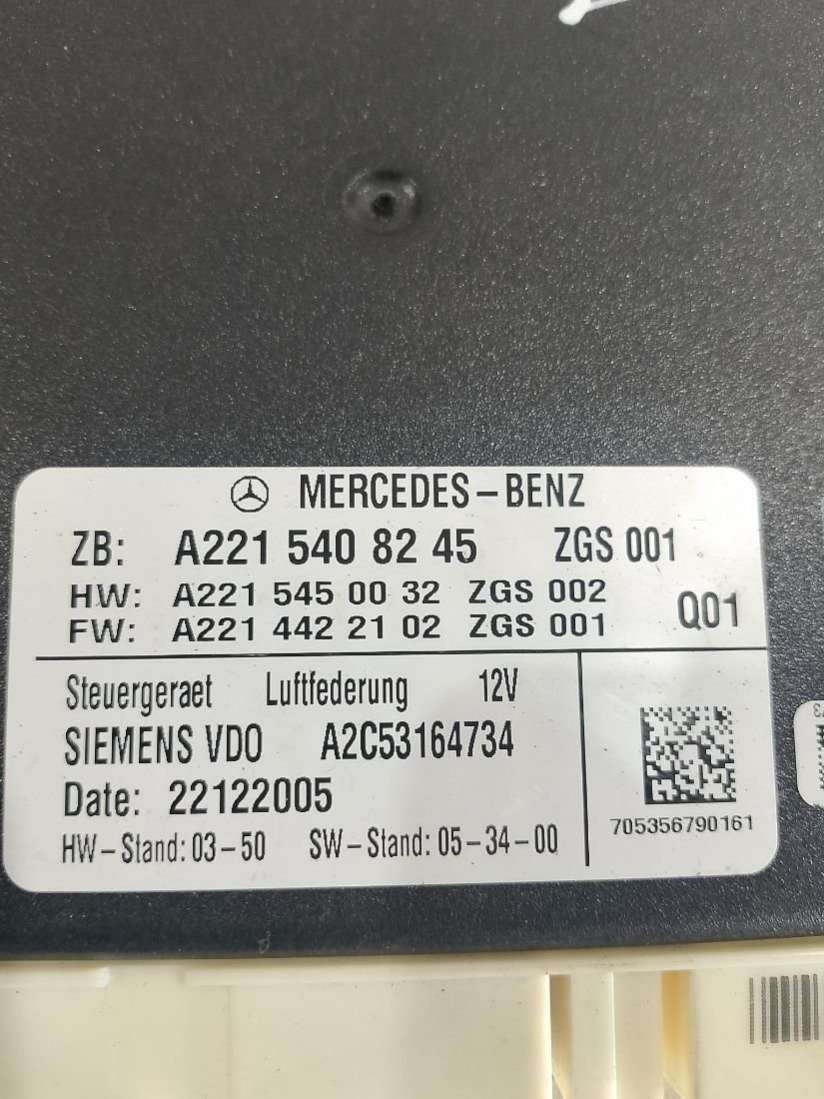 MERCEDES-BENZ
ZB: A221 540 82 45 ZGS 001
HW: A221 545 00 32 ZGS 002
FW: A221 442 21 02 ZGS 001
Q01
Steuergeraet Luftfederung 12V
SIEMENS VDO A2C53164734
Date: 22122005
HW-Stand: 03-50 SW-Stand: 05-34-00
705356790161